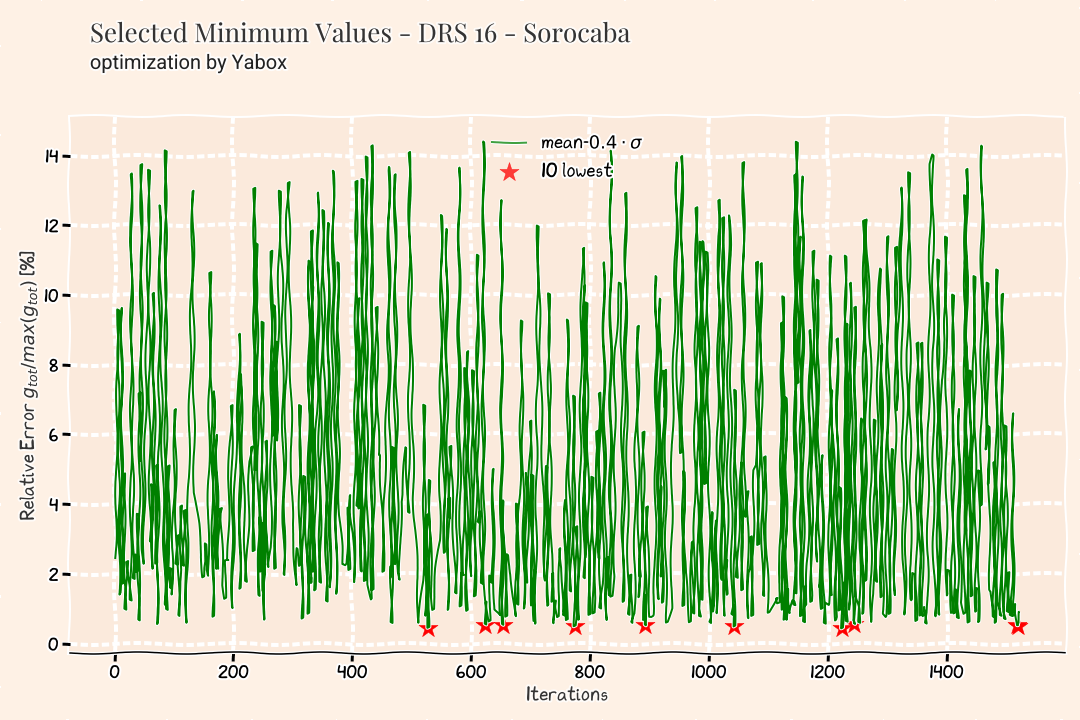 Selected Minimum Values - DRS 16 - Sorocaba
optimization by Yabox
mean-0.4 · σ
10 lowest
Relative Error g_tot/max(g_tot) [%]
14
12
10
8
6
4
2
0
0 200 400 600 800 1000 1200 1400
Iterations